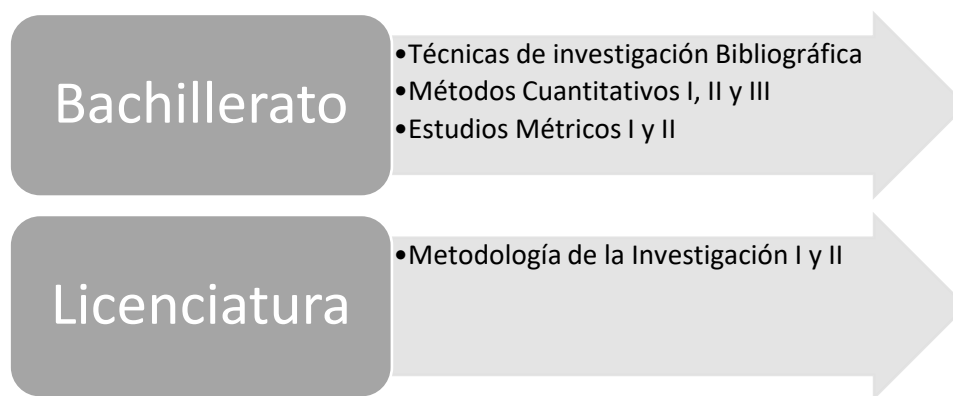 Bachillerato
•Técnicas de investigación Bibliográfica
•Métodos Cuantitativos I, II y III
•Estudios Métricos I y II
Licenciatura
•Metodología de la Investigación I y II